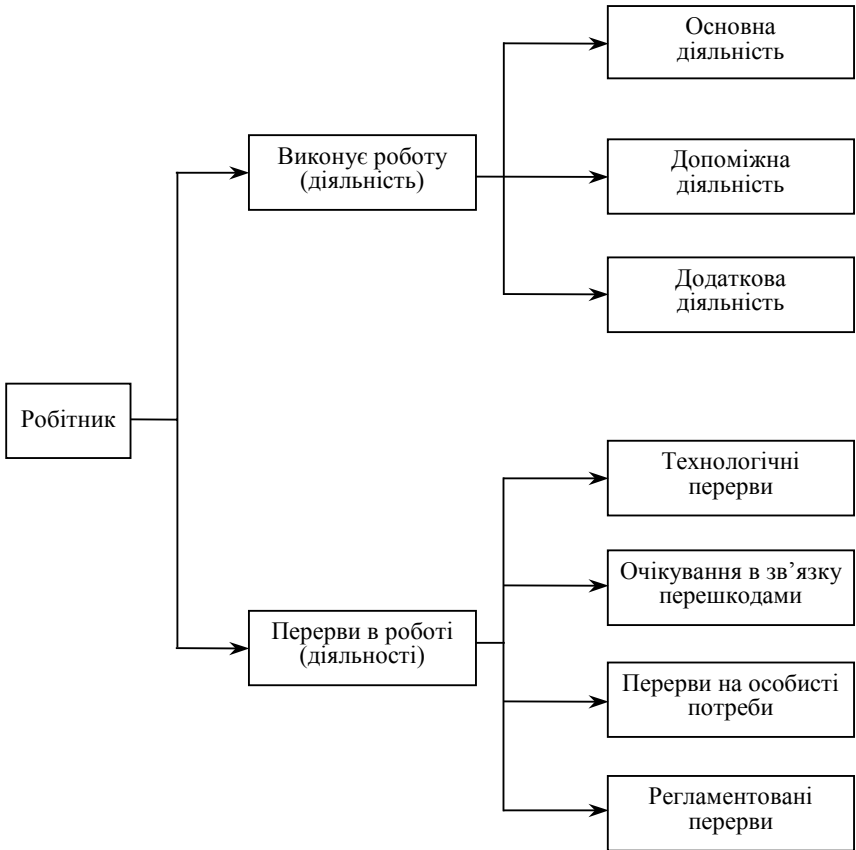 Основна
діяльність
Виконує роботу
(діяльність)
Допоміжна
діяльність
Додаткова
діяльність
Робітник
Технологічні
перерви
Очікування в зв’язку
перешкодами
Перерви в роботі
(діяльності)
Перерви на особисті
потреби
Регламентовані
перерви